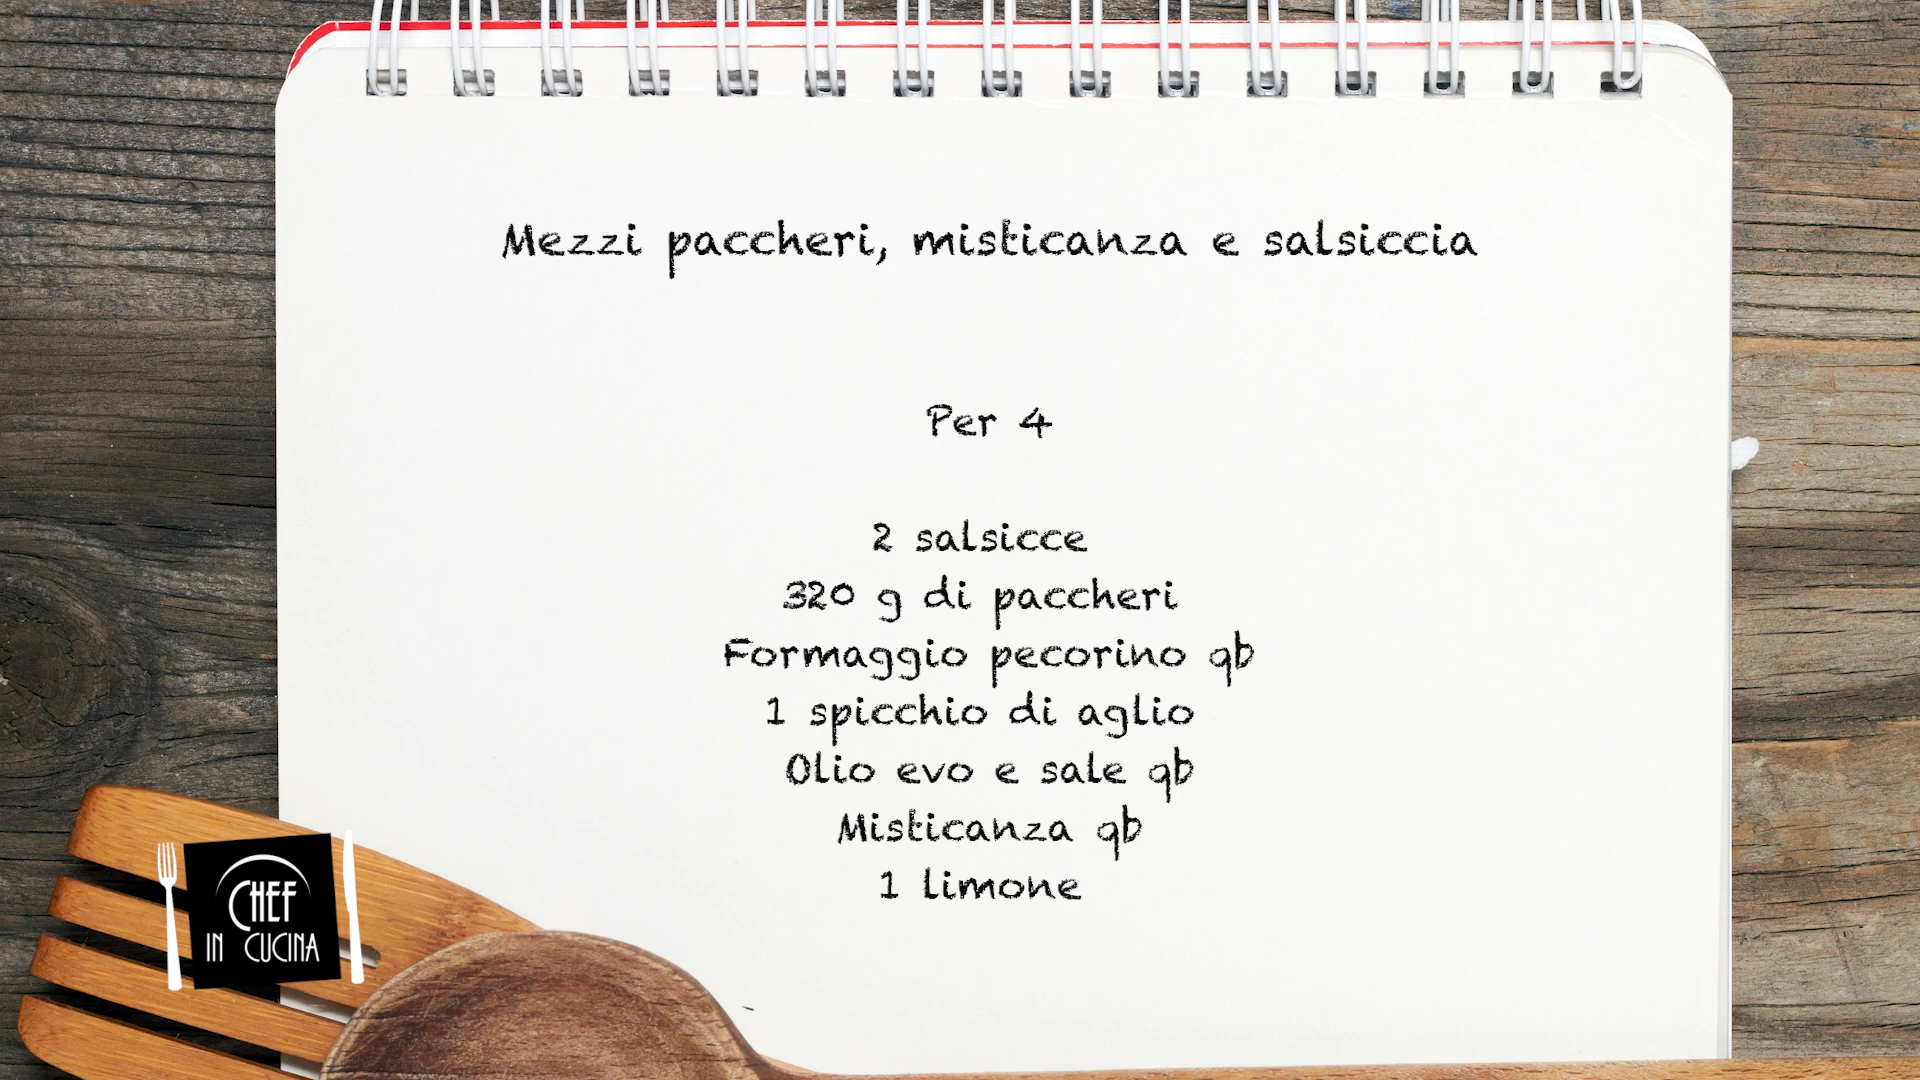 Mezzi paccheri, misticanza e salsiccia
Per 4
2 salsicce
320 g di paccheri
Formaggio pecorino qb
1 spicchio di aglio
Olio evo e sale qb
Misticanza qb
1 limone
CHEF
IN CUCINA